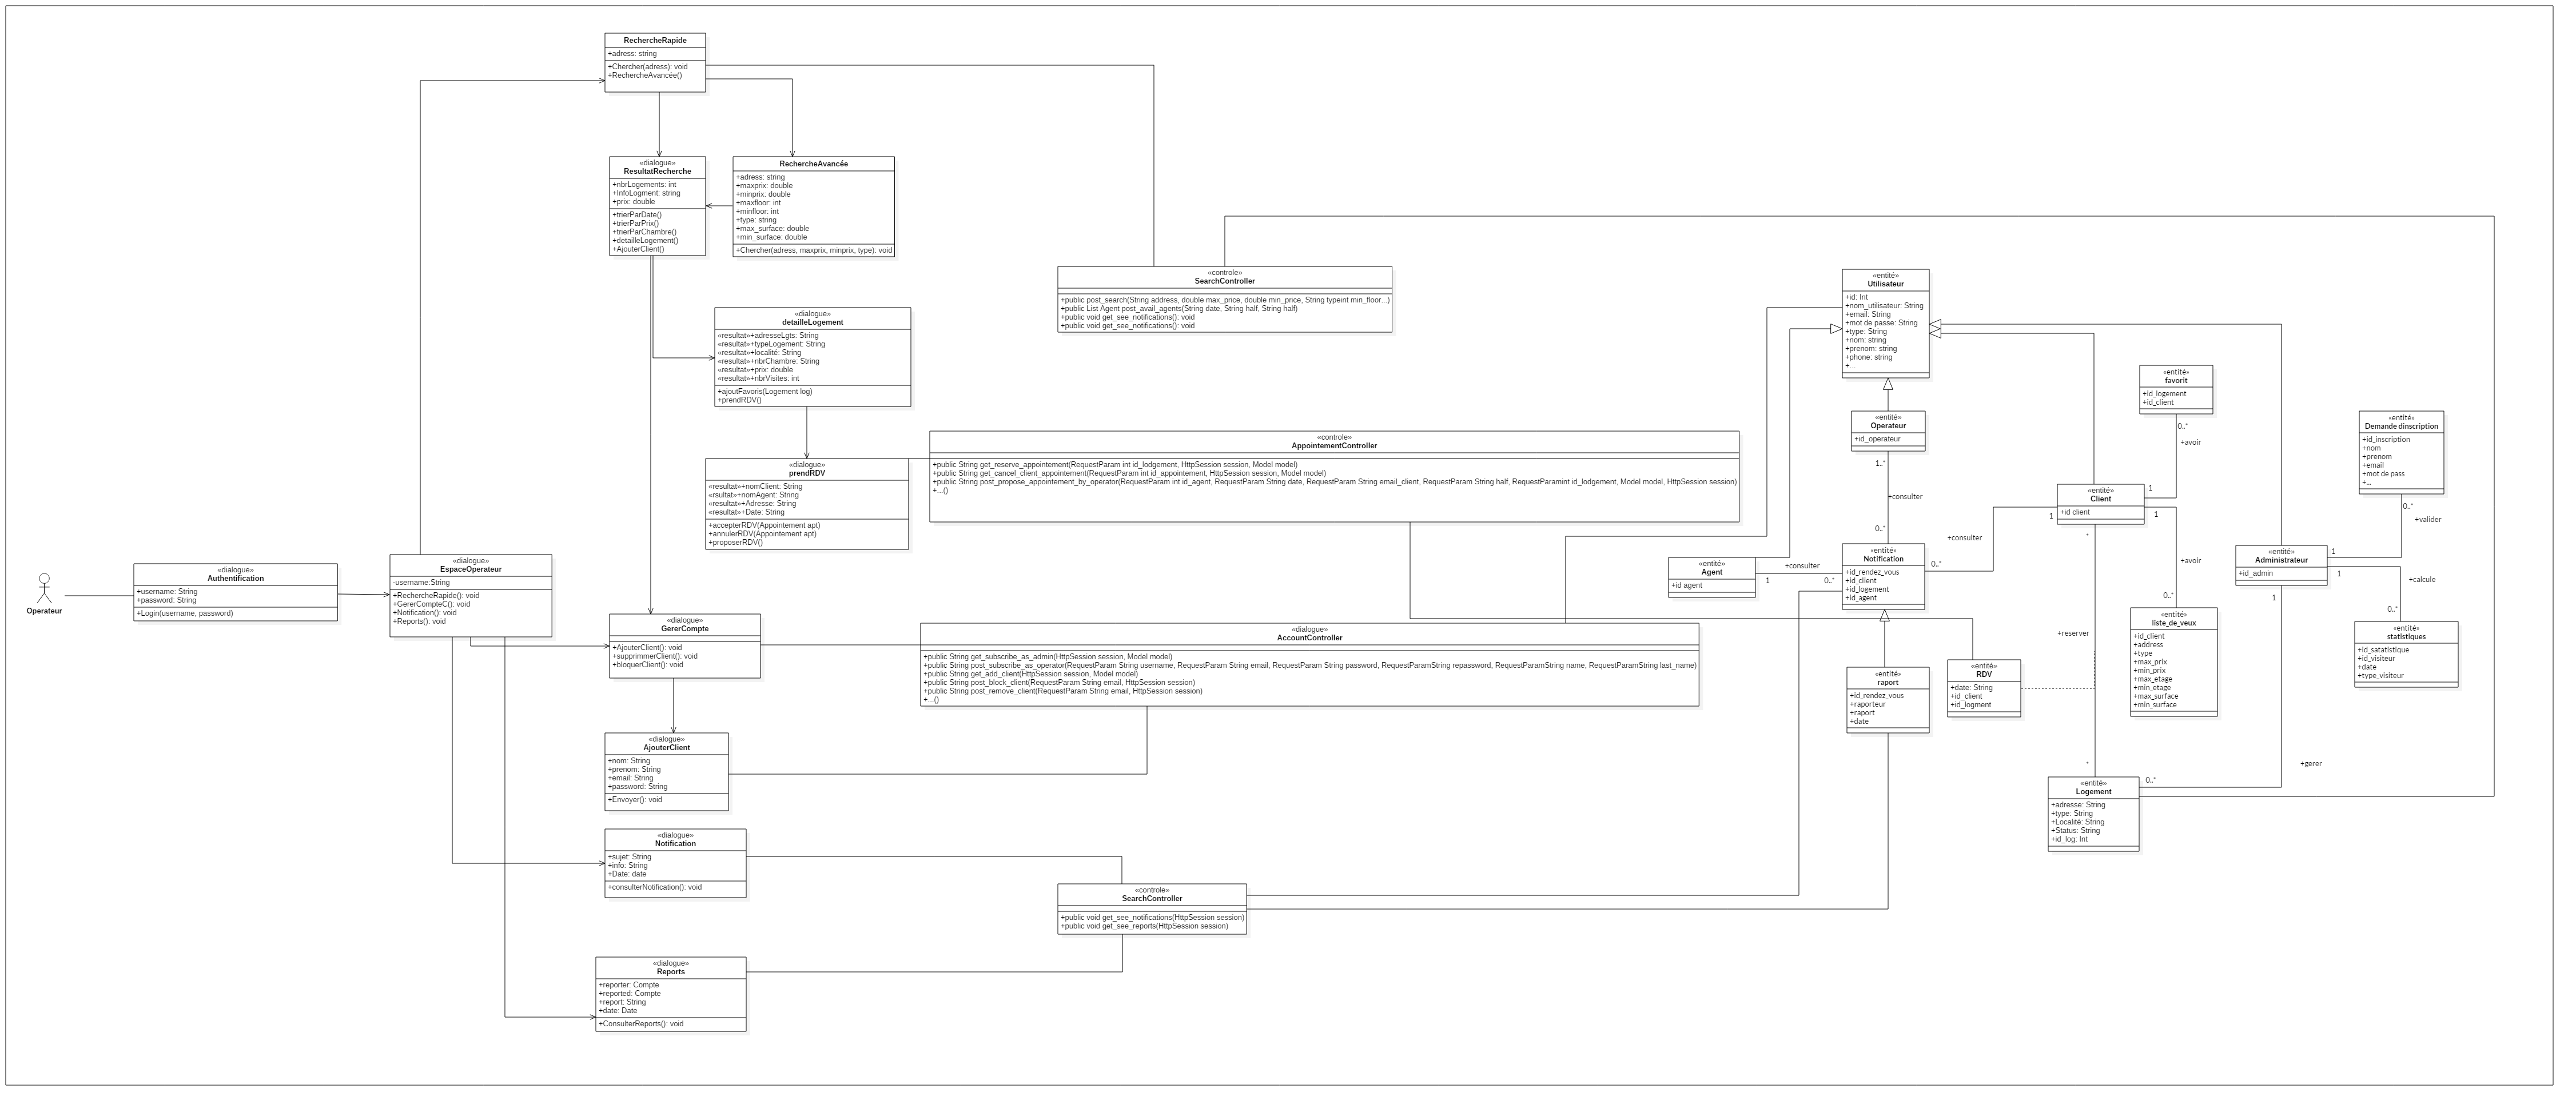 RechercheRapide
+adress: string
+Chercher(adress): void
+RechercheAvancée()
«dialogue»
ResultatRecherche
+nbrLogements: int
+InfoLogment: string
+prix: double
+trierParDate()
+trierParPrix()
+trierParChambre()
+detailleLogement()
+AjouterClient()
RechercheAvancée
+adress: string
+maxprix: double
+minprix: double
+maxfloor: int
+minfloor: int
+type: string
+max_surface: double
+min_surface: double
+Chercher(adress, maxprix, minprix, type): void
«controle»
SearchController
+public post_search(String address, double max_price, double min_price, String typeint min_floor...)
+public List Agent post_avail_agents(String date, String half, String half)
+public void get_see_notifications(): void
+public void get_see_notifications(): void
«dialogue»
detailleLogement
«resultat»+adresseLgts: String
«resultat»+typeLogement: String
«resultat»+localité: String
«resultat»+nbrChambre: String
«resultat»+prix: double
«resultat»+nbrVisites: int
+ajoutFavoris(Logement log)
+prendRDV()
«controle»
AppointementController
+public String get_reserve_appointement(RequestParam int id_lodgement, HttpSession session, Model model)
+public String get_cancel_client_appointement(RequestParam int id_appointement, HttpSession session, Model model)
+public String post_propose_appointement_by_operator(RequestParam int id_agent, RequestParam String date, RequestParam String email_client, RequestParam String half, RequestParamint id_lodgement, Model model, HttpSession session)
+...()
«dialogue»
prendRDV
«resultat»+nomClient: String
«rsultat»+nomAgent: String
«resultat»+Adresse: String
«resultat»+Date: String
+accepterRDV(Appointement apt)
+annulerRDV(Appointement apt)
+proposerRDV()
Operateur
«dialogue»
Authentification
+username: String
+password: String
+Login(username, password)
«dialogue»
EspaceOperateur
-username:String
+RechercheRapide(): void
+GererCompteC(): void
+Notification(): void
+Reports(): void
«dialogue»
GererCompte
+AjouterClient(): void
+supprimmerClient(): void
+bloquerClient(): void
«dialogue»
AccountController
+public String get_subscribe_as_admin(HttpSession session, Model model)
+public String post_subscribe_as_operator(RequestParam String username, RequestParam String email, RequestParam String password, RequestParamString repassword, RequestParamString name, RequestParamString last_name)
+public String get_add_client(HttpSession session, Model model)
+public String post_block_client(RequestParam String email, HttpSession session)
+public String post_remove_client(RequestParam String email, HttpSession session)
+...()
«dialogue»
AjouterClient
+nom: String
+prenom: String
+email: String
+password: String
+Envoyer(): void
«dialogue»
Notification
+sujet: String
+info: String
+Date: date
+consulterNotification(): void
«controle»
SearchController
+public void get_see_notifications(HttpSession session)
+public void get_see_reports(HttpSession session)
«dialogue»
Reports
+reporter: Compte
+reported: Compte
+report: String
+date: Date
+ConsulterReports(): void
«entité»
Utilisateur
+id: Int
+nom_utilisateur: String
+email: String
+mot de passe: String
+type: String
+nom: string
+prenom: string
+phone: string
+...
«entité»
Operateur
+id_operateur
1..*
+consulter
0..*
«entité»
Agent
+id agent
+consulter
1
0..*
«entité»
Notification
+id_rendez_vous
+id_client
+id_logement
+id_agent
+consulter
0..*
1
«entité»
raport
+id_rendez_vous
+raporteur
+raport
+date
«entité»
RDV
+date: String
+id_client
+id_logment
«entité»
favorit
+id_logement
+id_client
0..*
+avoir
1
«entité»
Client
+id client
1
+avoir
0..*
*
+reserver
*
«entité»
liste_de_veux
+id_client
+address
+type
+max_prix
+min_prix
+max_etage
+min_etage
+max_surface
+min_surface
«entité»
Logement
+adresse: String
+type: String
+Localité: String
+Status: String
+id_log: Int
0..*
+gerer
1
«entité»
Demande dinscription
+id_inscription
+nom
+prenom
+email
+mot de pass
+...
0..*
+valider
1
«entité»
Administrateur
+id_admin
1
+calcule
0..*
«entité»
statistiques
+id_satatistique
+id_visiteur
+date
+type_visiteur